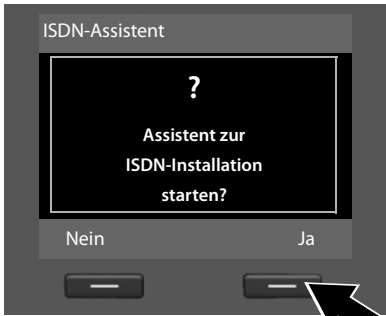 ISDN-Assistent
?
Assistent zur
ISDN-Installation
starten?
Nein Ja